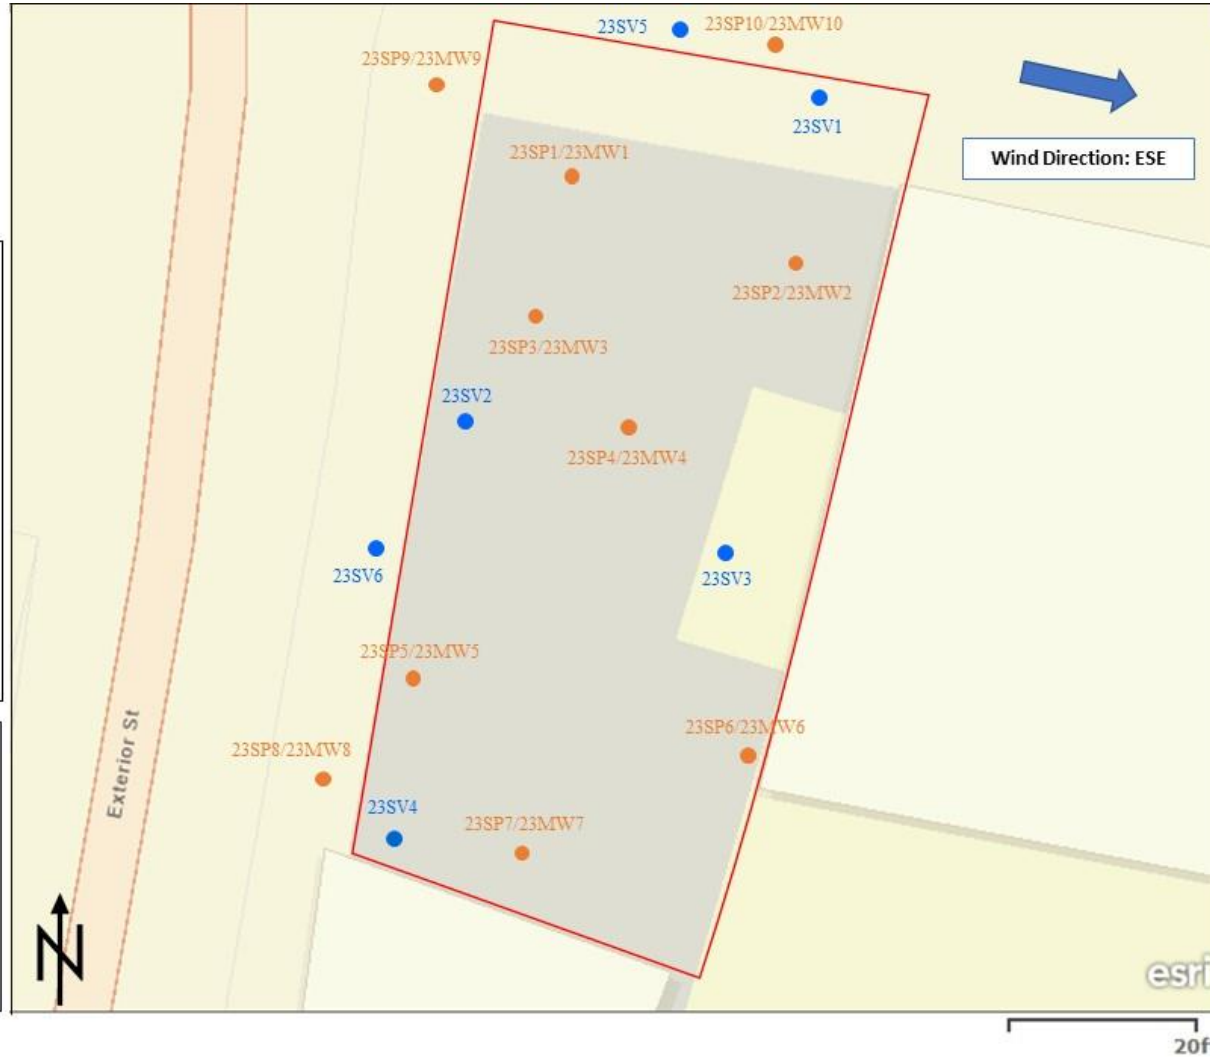 23SV5
23SP10/23MW10
23SP9/23MW9
23SV1
Wind Direction: ESE
23SP1/23MW1
23SP2/23MW2
23SP3/23MW3
23SV2
23SP4/23MW4
23SV6
23SV3
23SP5/23MW5
23SP6/23MW6
23SP8/23MW8
Exterior St
23SV4
23SP7/23MW7
N
esri
20f